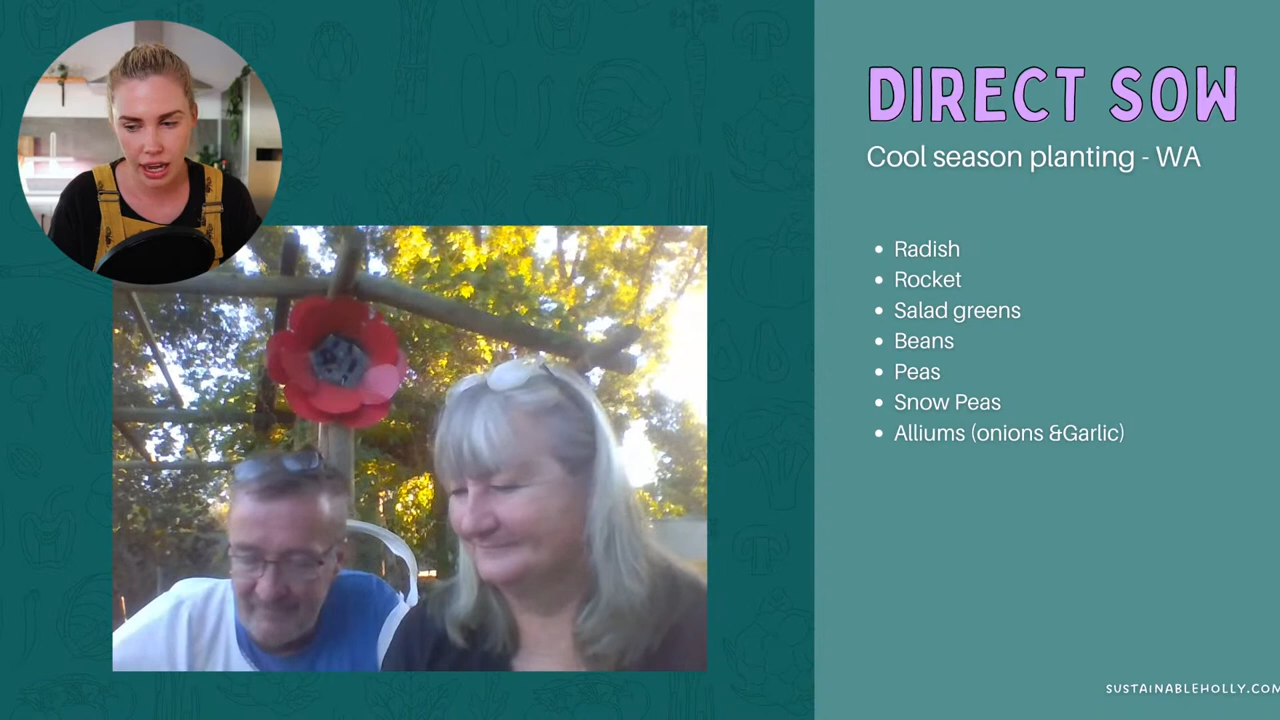 DIRECT SOW
Cool season planting - WA
• Radish
• Rocket
• Salad greens
• Beans
• Peas
• Snow Peas
• Alliums (onions &Garlic)
SUSTAINABLEHOLLY.COM